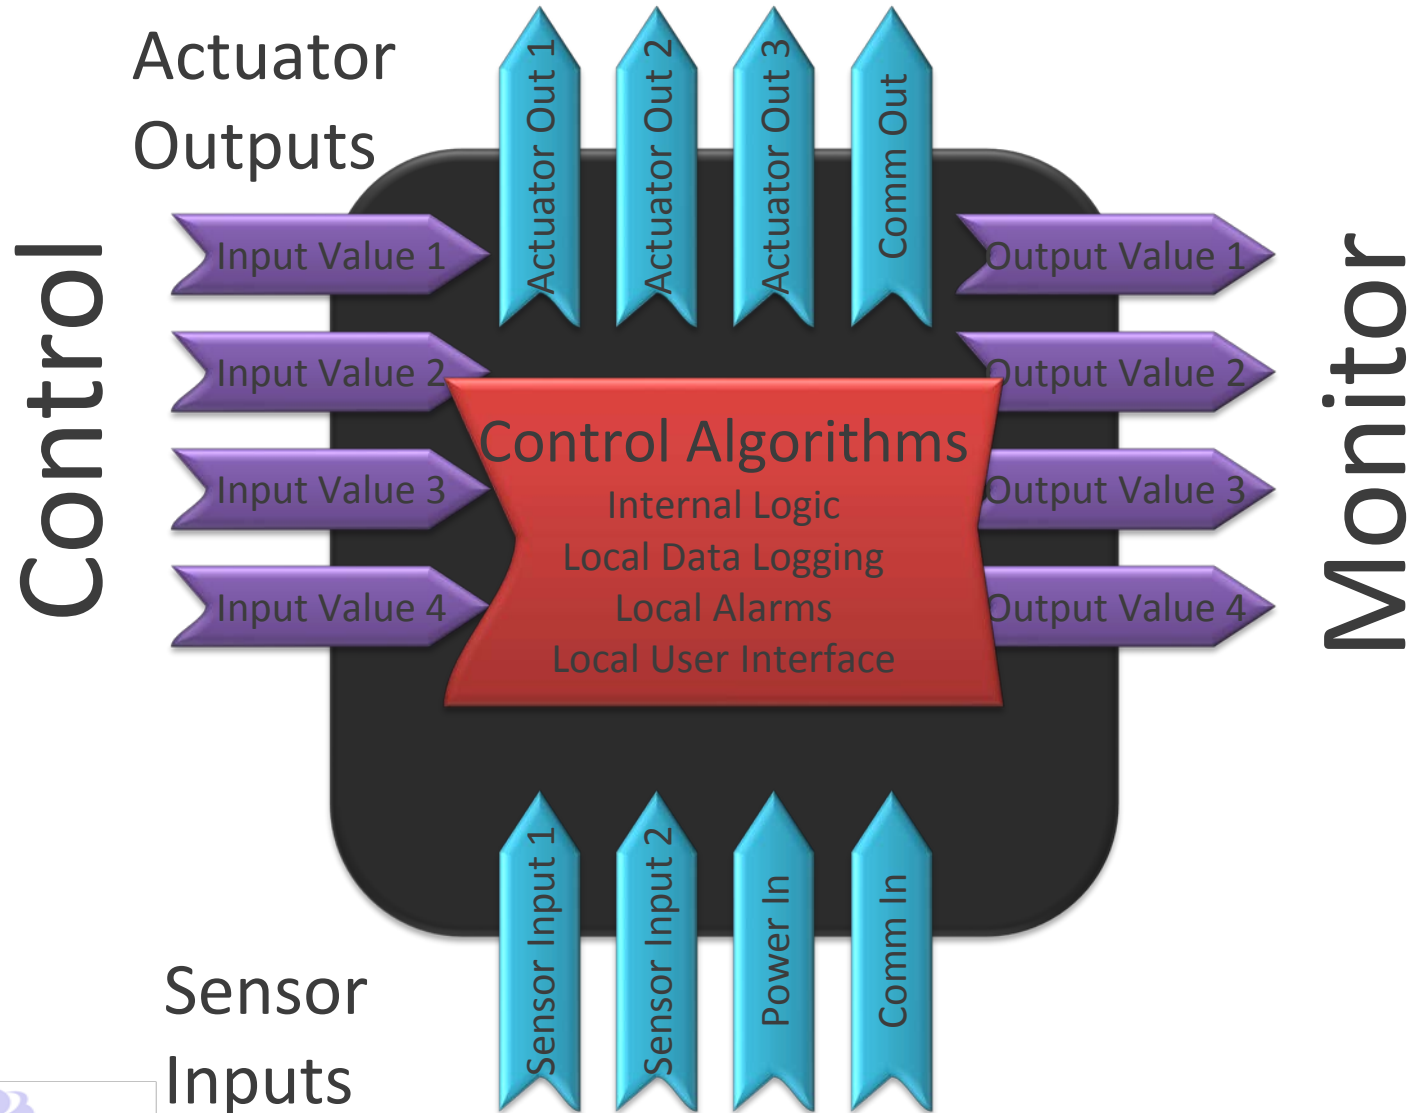 Actuator
Outputs
Actuator Out 1
Actuator Out 2
Actuator Out 3
Comm Out
Control
Input Value 1
Input Value 2
Input Value 3
Input Value 4
Control Algorithms
Internal Logic
Local Data Logging
Local Alarms
Local User Interface
Output Value 1
Output Value 2
Output Value 3
Output Value 4
Monitor
Sensor
Inputs
Sensor Input 1
Sensor Input 2
Power In
Comm In